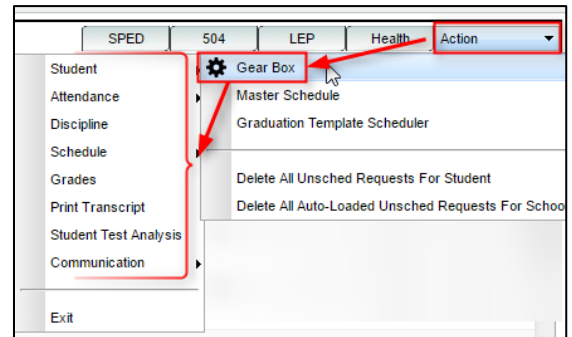 SPED 504 LEP Health Action
Student
Attendance
Discipline
Schedule
Grades
Print Transcript
Student Test Analysis
Communication
Exit
Gear Box
Master Schedule
Graduation Template Scheduler
Delete All Unsched Requests For Student
Delete All Auto-Loaded Unsched Requests For Schoo